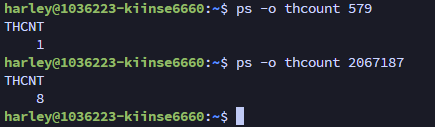 harley@1036223-kiinse6660:~$ ps -o thcount 579
THCNT
    1
harley@1036223-kiinse6660:~$ ps -o thcount 2067187
THCNT
    8
harley@1036223-kiinse6660:~$